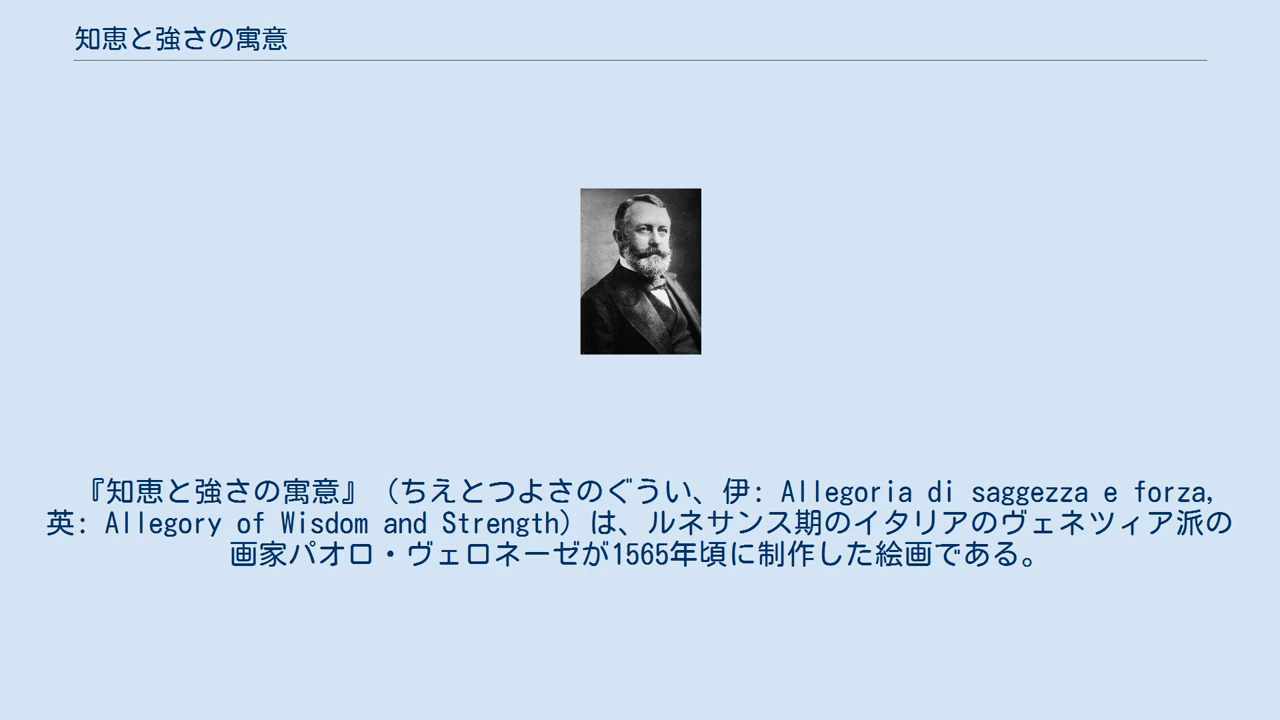 知恵と強さの寓意
『知恵と強さの寓意』（ちえとつよさのぐうい、伊: Allegoria di saggezza e forza,
英: Allegory of Wisdom and Strength）は、ルネサンス期のイタリアのヴェネツィア派の
画家パオロ・ヴェロネーゼが1565年頃に制作した絵画である。